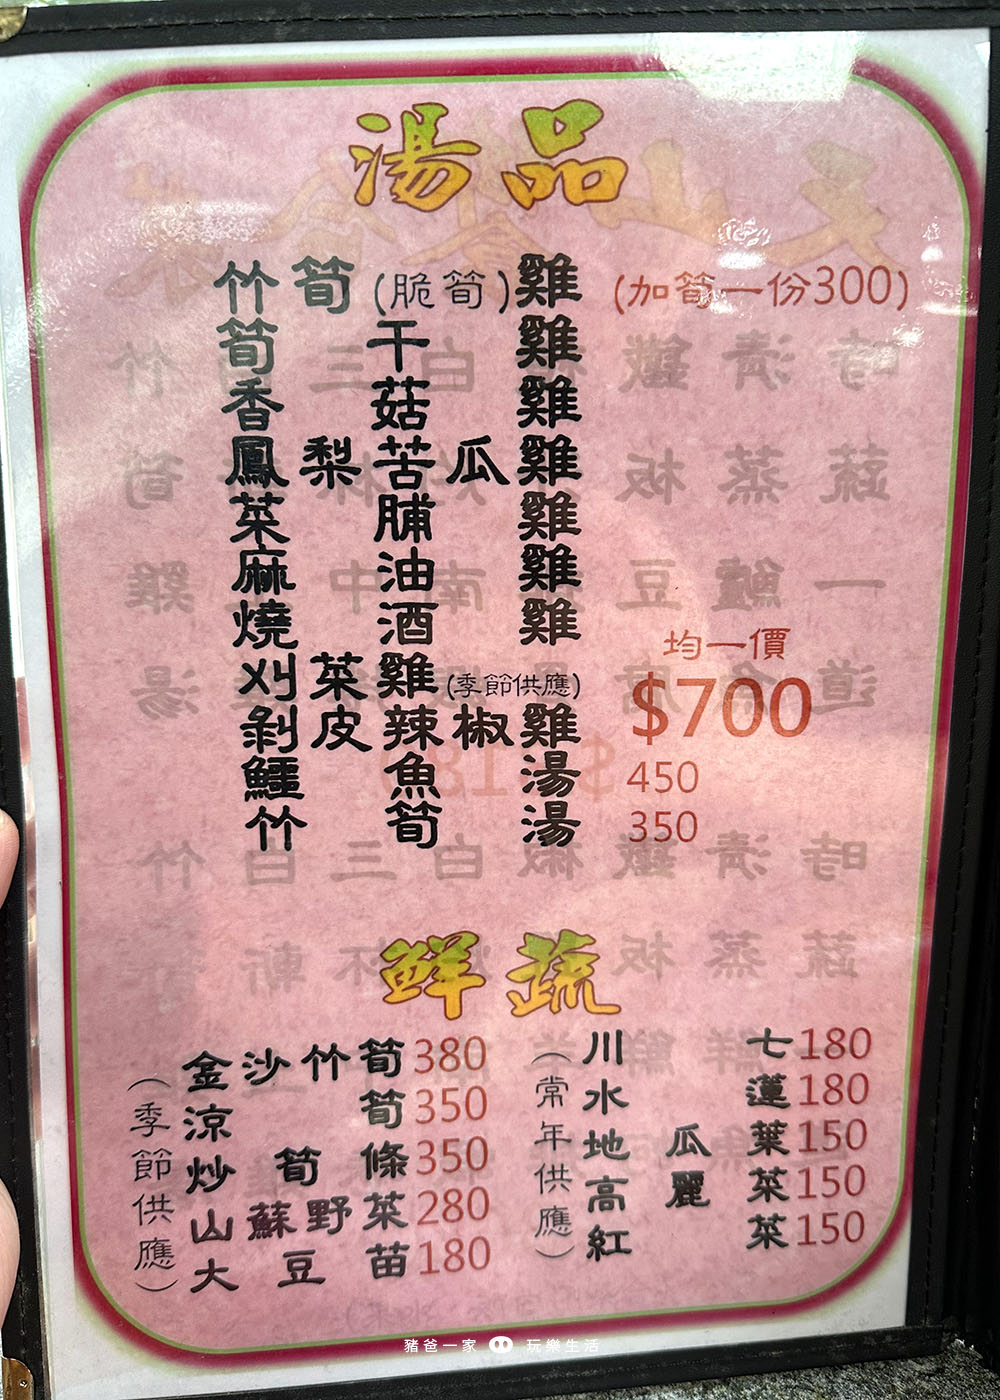 湯品
竹筍(脆筍)雞 (加筍一份300)
筍干雞
香菇雞
鳳梨苦瓜雞
菜脯雞
麻油雞
燒酒雞
刈菜雞(季節供應)
剝皮辣椒雞
均一價
$700
鱸魚湯 450
竹筍湯 350
鮮蔬
(季節供應)
金沙竹筍380
涼筍350
炒筍條350
山蘇野菜280
大豆苗180
(常年供應)
川七180
水蓮180
地瓜葉150
高麗菜150
紅菜150
豬爸一家 玩樂生活